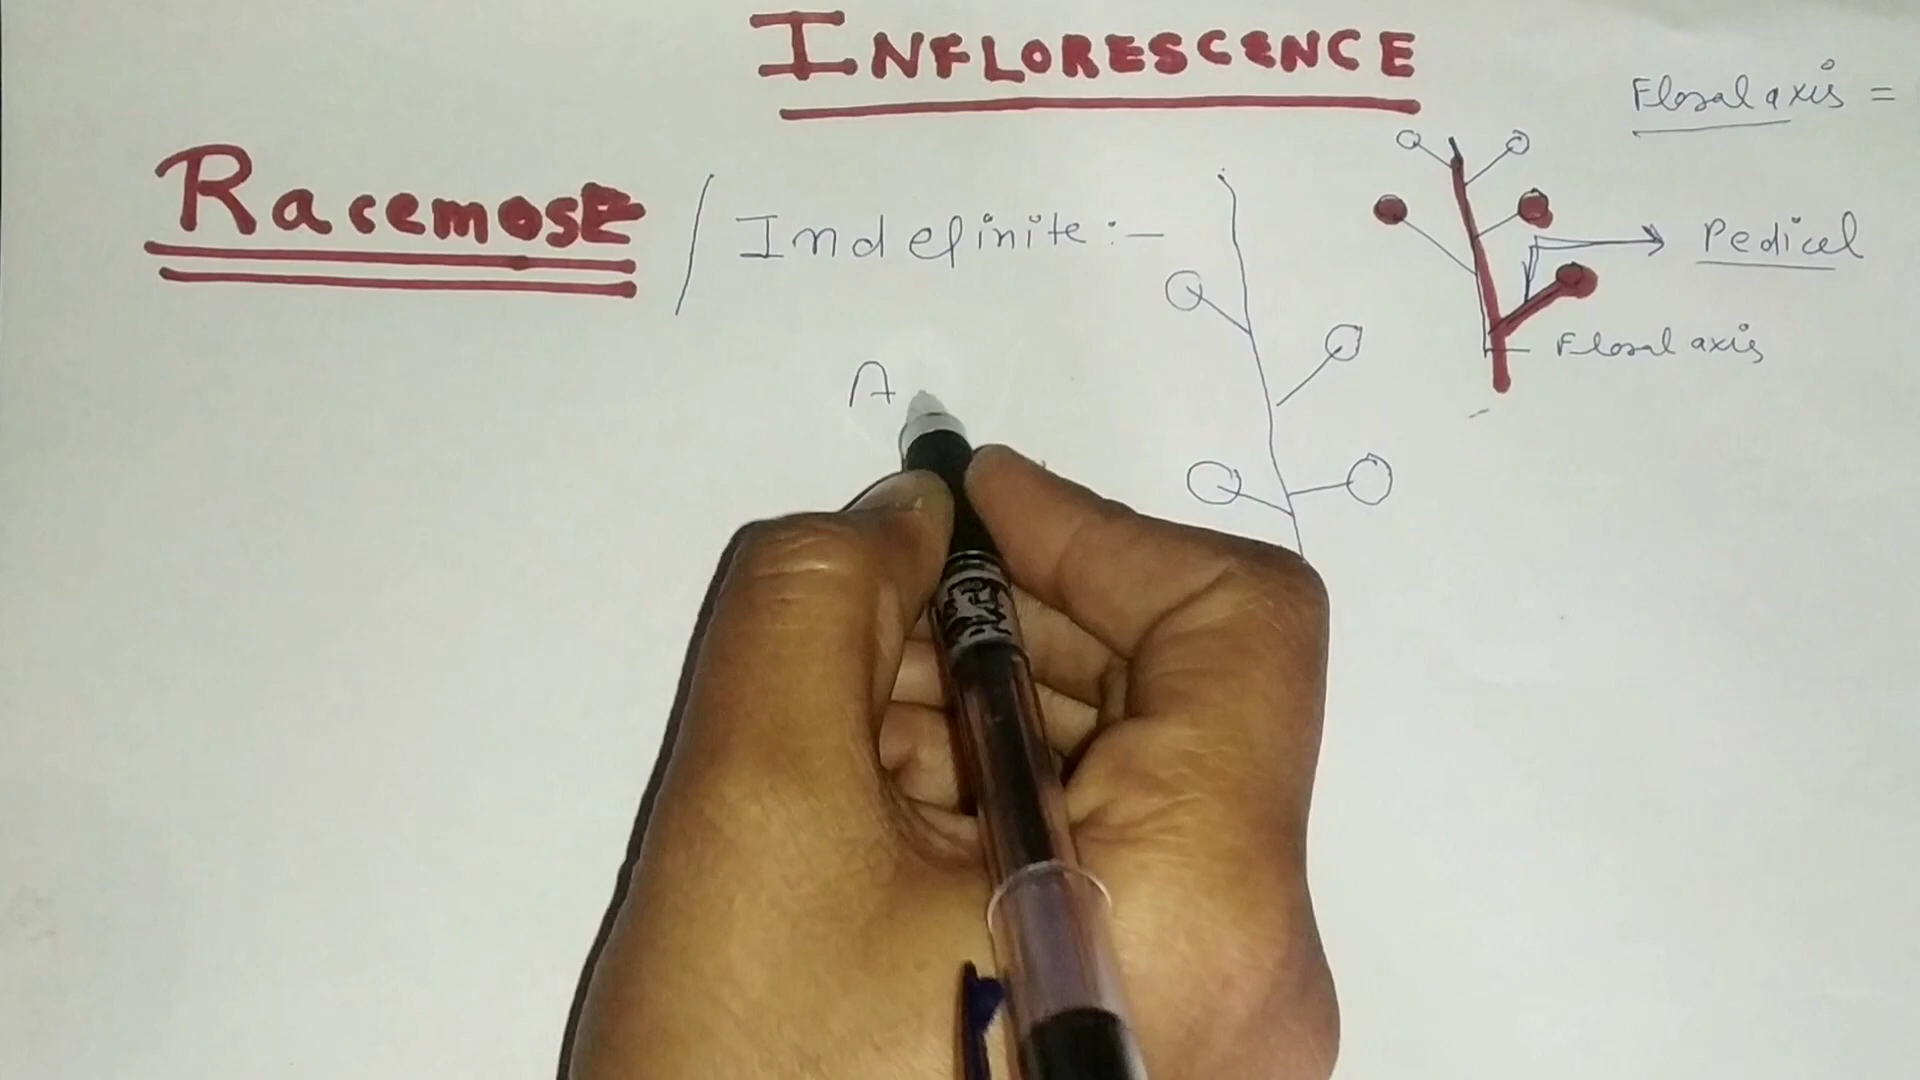 INFLORESCENCE
Floral axis =
Racemose / Indefinite :-
Pedicel
Floral axis
A